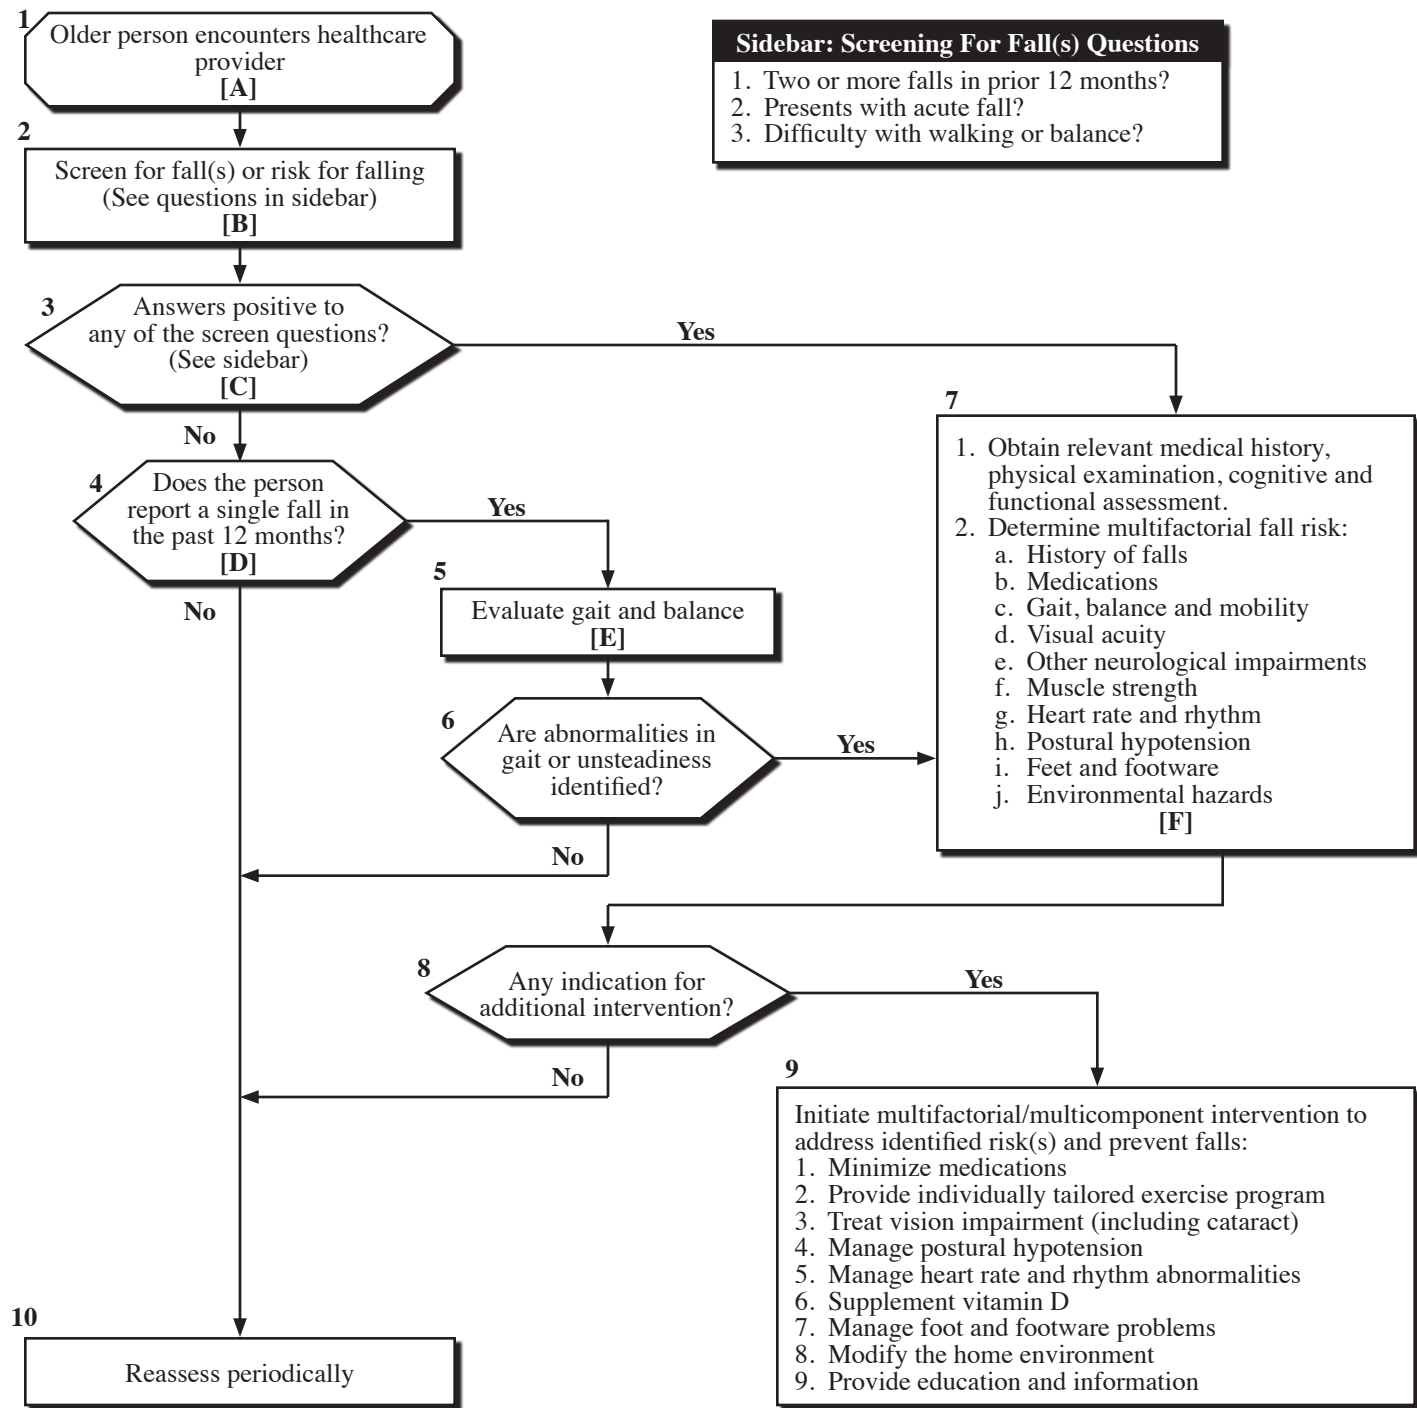 1
Older person encounters healthcare
provider
[A]
Sidebar: Screening For Fall(s) Questions
1. Two or more falls in prior 12 months?
2. Presents with acute fall?
3. Difficulty with walking or balance?
2
Screen for fall(s) or risk for falling
(See questions in sidebar)
[B]
3
Answers positive to
any of the screen questions?
(See sidebar)
[C]
Yes
No
4
Does the person
report a single fall in
the past 12 months?
[D]
Yes
No
5
Evaluate gait and balance
[E]
6
Are abnormalities in
gait or unsteadiness
identified?
Yes
No
7
1. Obtain relevant medical history,
physical examination, cognitive and
functional assessment.
2. Determine multifactorial fall risk:
a. History of falls
b. Medications
c. Gait, balance and mobility
d. Visual acuity
e. Other neurological impairments
f. Muscle strength
g. Heart rate and rhythm
h. Postural hypotension
i. Feet and footware
j. Environmental hazards
[F]
8
Any indication for
additional intervention?
Yes
No
9
Initiate multifactorial/multicomponent intervention to
address identified risk(s) and prevent falls:
1. Minimize medications
2. Provide individually tailored exercise program
3. Treat vision impairment (including cataract)
4. Manage postural hypotension
5. Manage heart rate and rhythm abnormalities
6. Supplement vitamin D
7. Manage foot and footware problems
8. Modify the home environment
9. Provide education and information
10
Reassess periodically